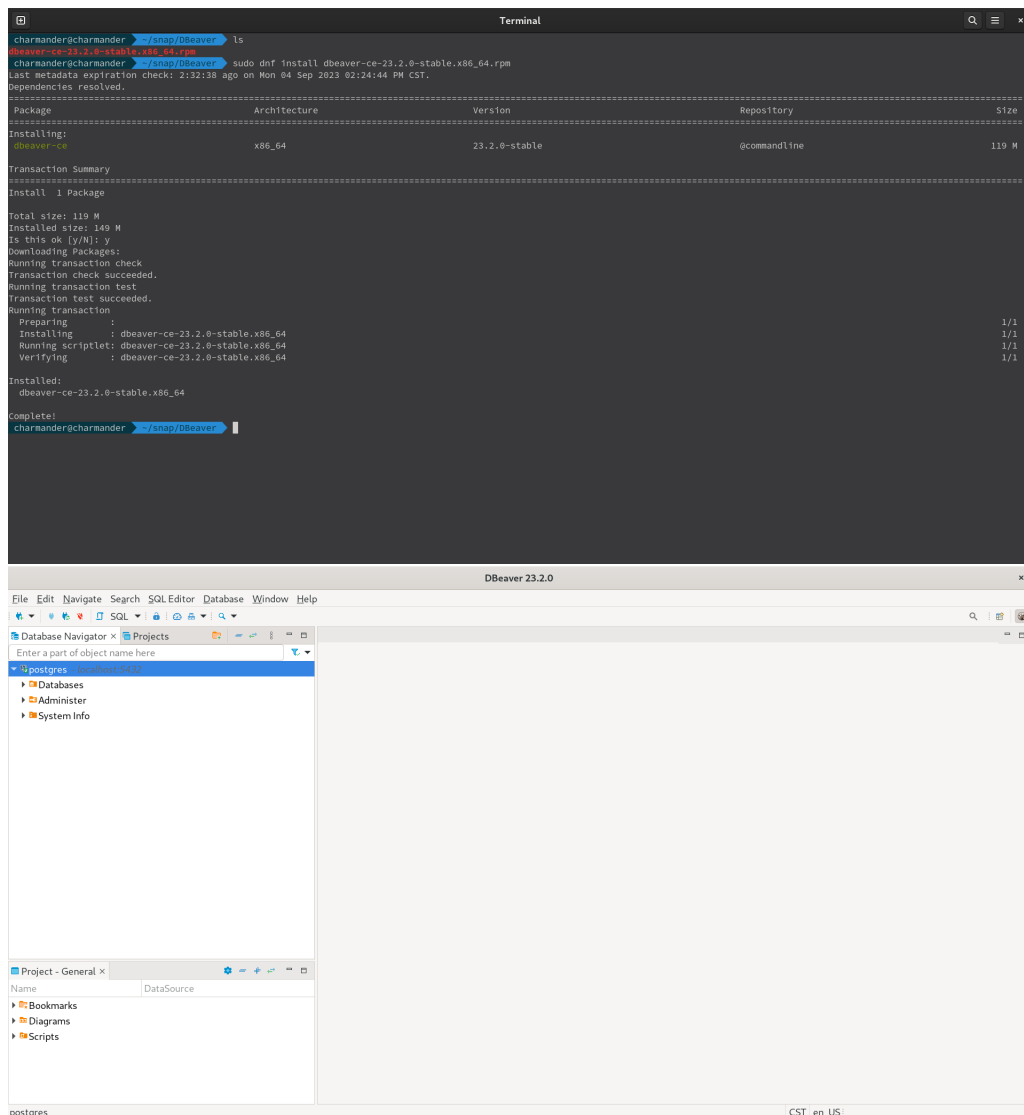 Terminal
charmander@charmander ~/snap/DBeaver ls
dbeaver-ce-23.2.0-stable.x86_64.rpm
charmander@charmander ~/snap/DBeaver sudo dnf install dbeaver-ce-23.2.0-stable.x86_64.rpm
Last metadata expiration check: 2:32:38 ago on Mon 04 Sep 2023 02:24:44 PM CST.
Dependencies resolved.
================================================================================
Package Architecture Version Repository Size
================================================================================
Installing:
dbeaver-ce x86_64 23.2.0-stable @commandline 119 M
Transaction Summary
================================================================================
Install 1 Package
Total size: 119 M
Installed size: 149 M
Is this ok [y/N]: y
Downloading Packages:
Running transaction check
Transaction check succeeded.
Running transaction test
Transaction test succeeded.
Running transaction
Preparing : 1/1
Installing : dbeaver-ce-23.2.0-stable.x86_64 1/1
Running scriptlet: dbeaver-ce-23.2.0-stable.x86_64 1/1
Verifying : dbeaver-ce-23.2.0-stable.x86_64 1/1
Installed:
dbeaver-ce-23.2.0-stable.x86_64
Complete!
charmander@charmander ~/snap/DBeaver
DBeaver 23.2.0
File Edit Navigate Search SQL Editor Database Window Help
SQL
Database Navigator Projects
Enter a part of object name here
postgres - localhost:5432
Databases
Administer
System Info
Project - General
Name DataSource
Bookmarks
Diagrams
Scripts
postgres CST en_US